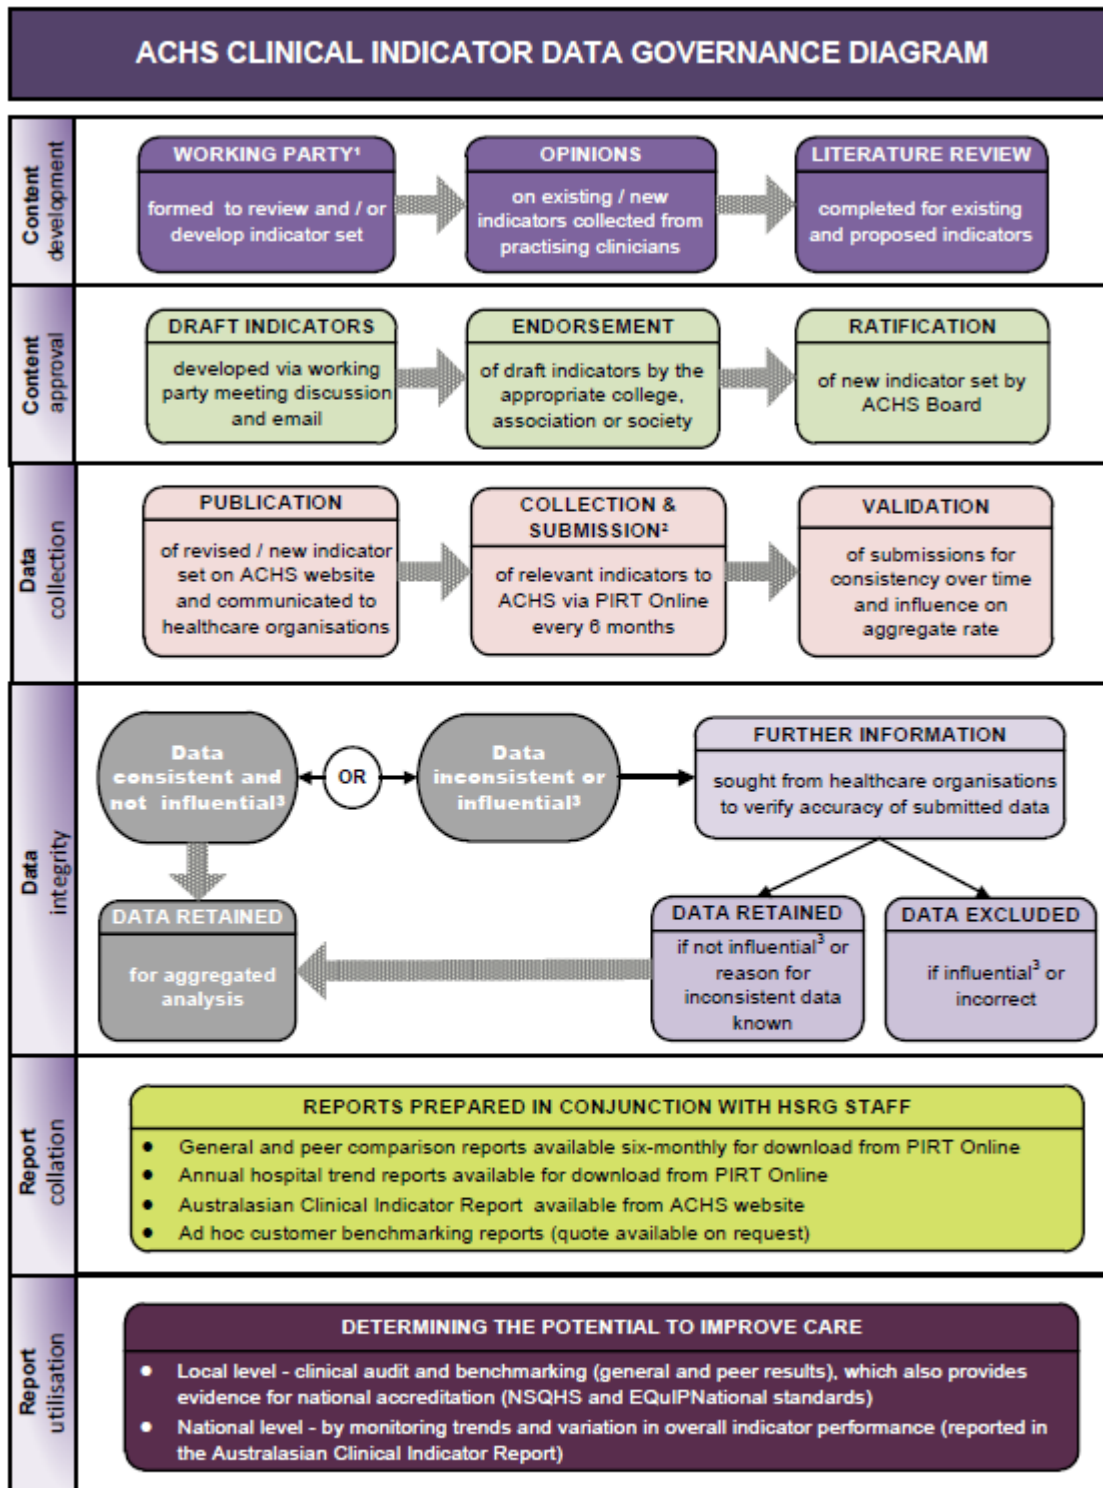 ACHS CLINICAL INDICATOR DATA GOVERNANCE DIAGRAM
Content
development
WORKING PARTY¹
formed to review and / or
develop indicator set
OPINIONS
on existing / new
indicators collected from
practising clinicians
LITERATURE REVIEW
completed for existing
and proposed indicators
Content
approval
DRAFT INDICATORS
developed via working
party meeting discussion
and email
ENDORSEMENT
of draft indicators by the
appropriate college,
association or society
RATIFICATION
of new indicator set by
ACHS Board
Data
collection
PUBLICATION
of revised / new indicator
set on ACHS website
and communicated to
healthcare organisations
COLLECTION &
SUBMISSION²
of relevant indicators to
ACHS via PIRT Online
every 6 months
VALIDATION
of submissions for
consistency over time
and influence on
aggregate rate
Data
integrity
Data
consistent and
not influential³
OR
Data
inconsistent or
influential³
FURTHER INFORMATION
sought from healthcare organisations
to verify accuracy of submitted data
DATA RETAINED
for aggregated
analysis
DATA RETAINED
if not influential³ or
reason for
inconsistent data
known
DATA EXCLUDED
if influential³ or
incorrect
Report
collation
REPORTS PREPARED IN CONJUNCTION WITH HSRG STAFF
● General and peer comparison reports available six-monthly for download from PIRT Online
● Annual hospital trend reports available for download from PIRT Online
● Australasian Clinical Indicator Report available from ACHS website
● Ad hoc customer benchmarking reports (quote available on request)
Report
utilisation
DETERMINING THE POTENTIAL TO IMPROVE CARE
● Local level - clinical audit and benchmarking (general and peer results), which also provides
evidence for national accreditation (NSQHS and EQuIPNational standards)
● National level - by monitoring trends and variation in overall indicator performance (reported in
the Australasian Clinical Indicator Report)